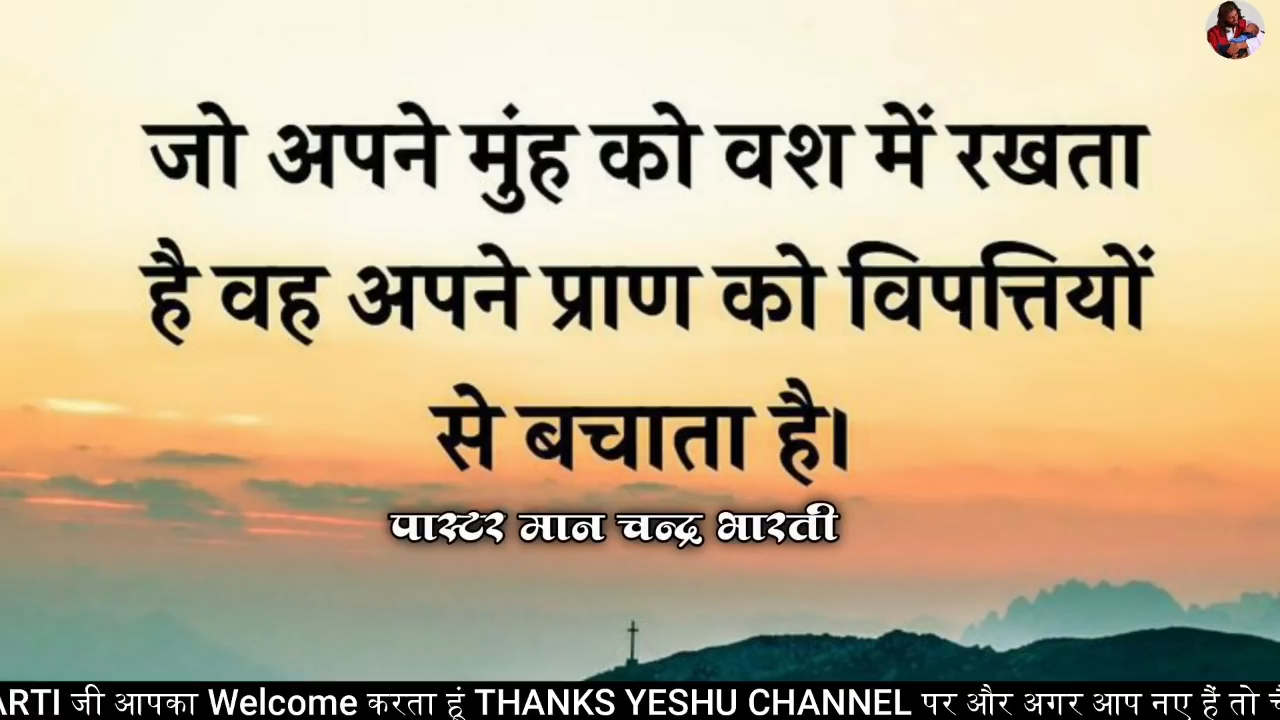 जो अपने मुंह को वश में रखता
है वह अपने प्राण को विपत्तियों
से बचाता है।
पास्टर मान चन्द्र भारती
ARTI जी आपका Welcome करता हूं THANKS YESHU CHANNEL पर और अगर आप नए हैं तो